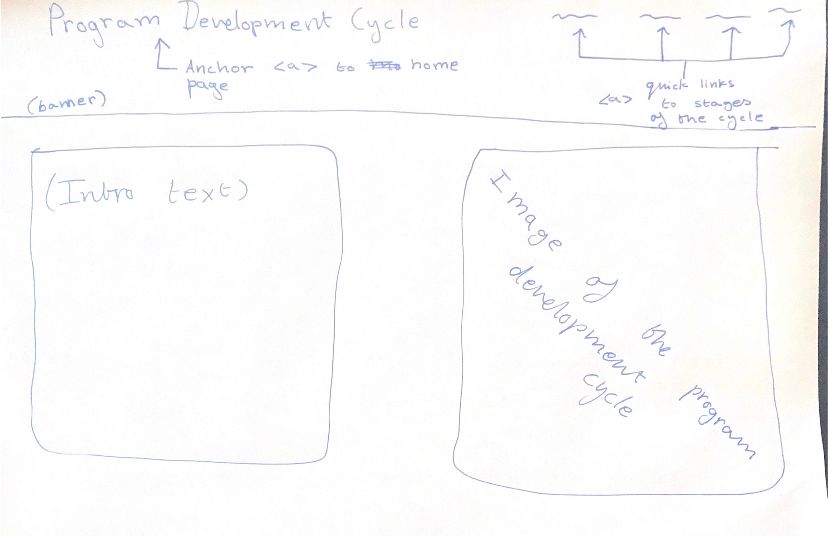 Program Development Cycle
Anchor <a> to home
page
quick links
<a> to stages
of the cycle
(banner)
(Intro text)
Image of the program
development
cycle